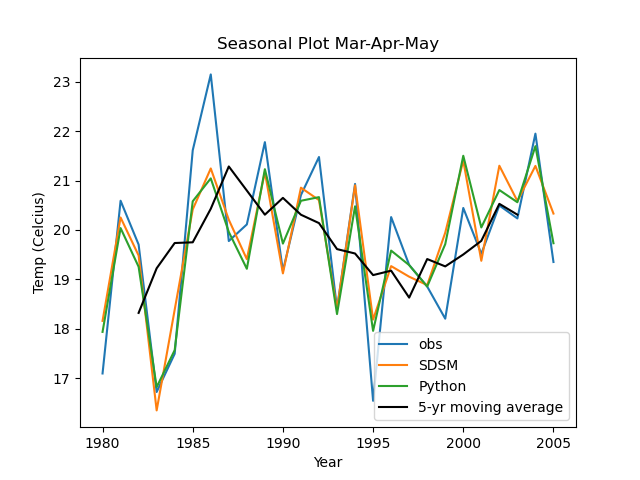 Seasonal Plot Mar-Apr-May
Temp (Celcius)
23
22
21
20
19
18
17
obs
SDSM
Python
5-yr moving average
1980 1985 1990 1995 2000 2005
Year